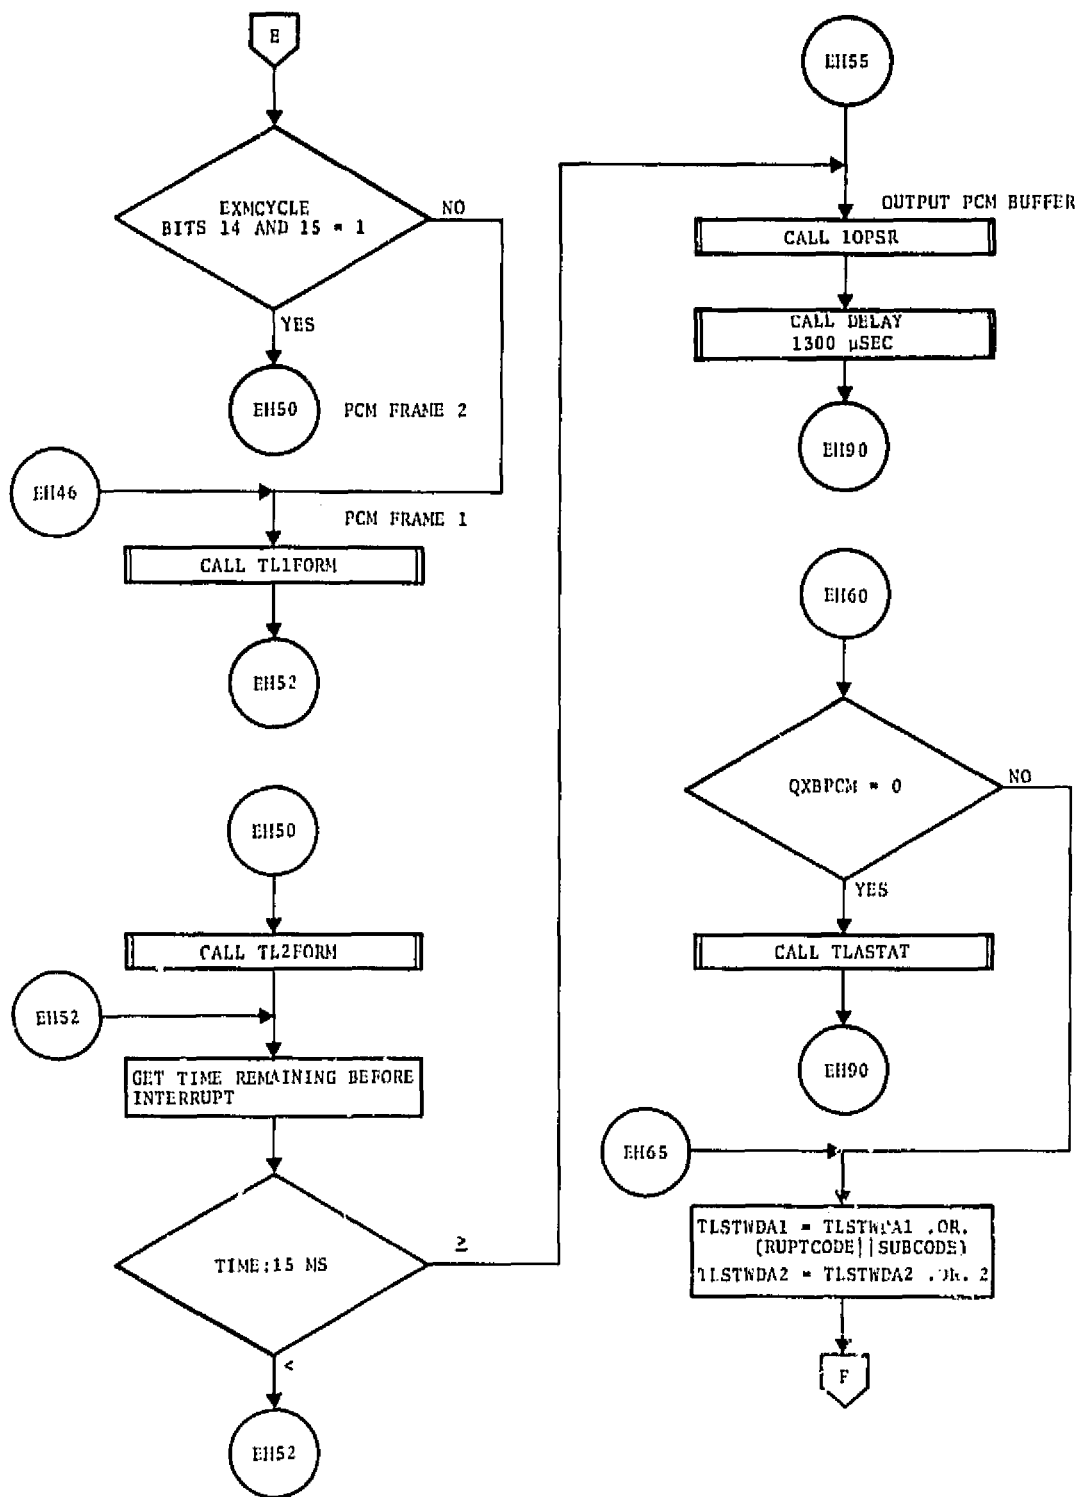 E
EXMCYCLE
BITS 14 AND 15 = 1
NO
YES
EH50
PCM FRAME 2
EH46
PCM FRAME 1
CALL TL1FORM
EH52
EH50
CALL TL2FORM
EH52
GET TIME REMAINING BEFORE
INTERRUPT
TIME:15 MS
≥
<
EH52
EH55
OUTPUT PCM BUFFER
CALL IOPSR
CALL DELAY
1300 µSEC
EH90
EH60
QXBPCM = 0
NO
YES
CALL TLASTAT
EH90
EH65
TLSTWDA1 = TLSTWDA1 .OR.
(RUPTCODE||SUBCODE)
TLSTWDA2 = TLSTWDA2 .OR. 2
F